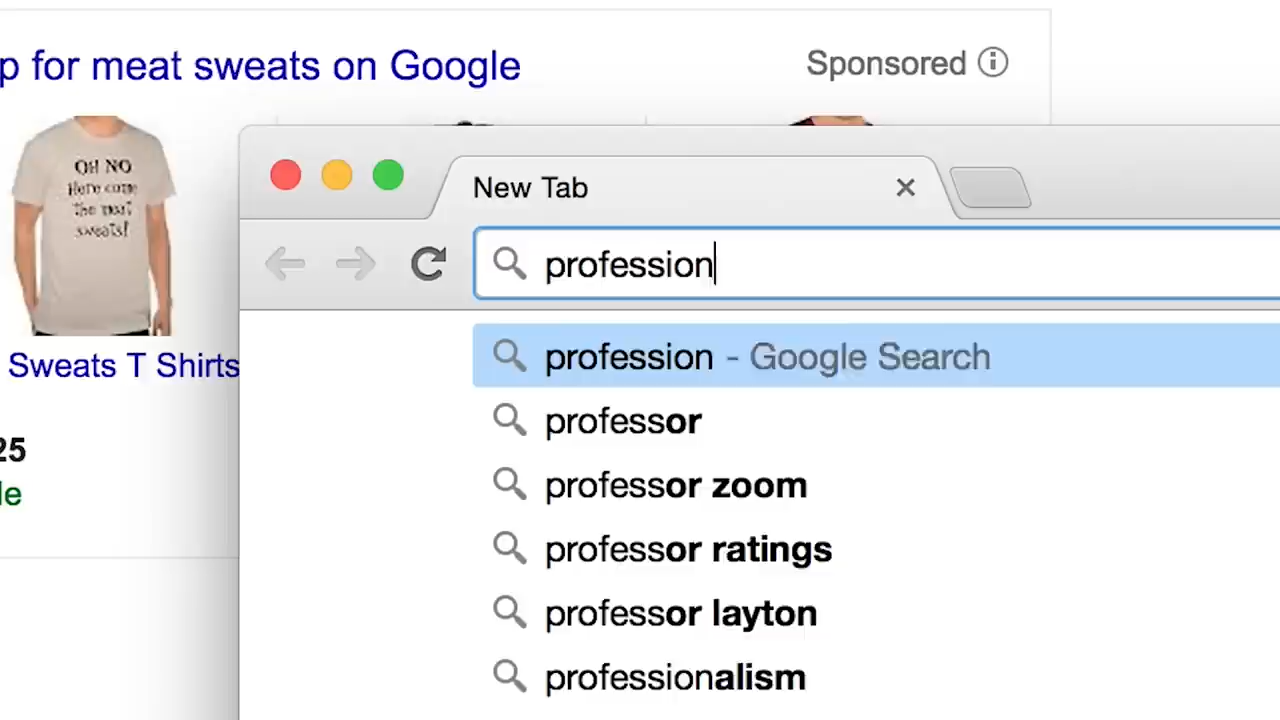 p for meat sweats on Google
Sponsored
OH NO
Here come
the meat
sweats!
Sweats T Shirts
25
le
New Tab
profession
profession - Google Search
professor
professor zoom
professor ratings
professor layton
professionalism